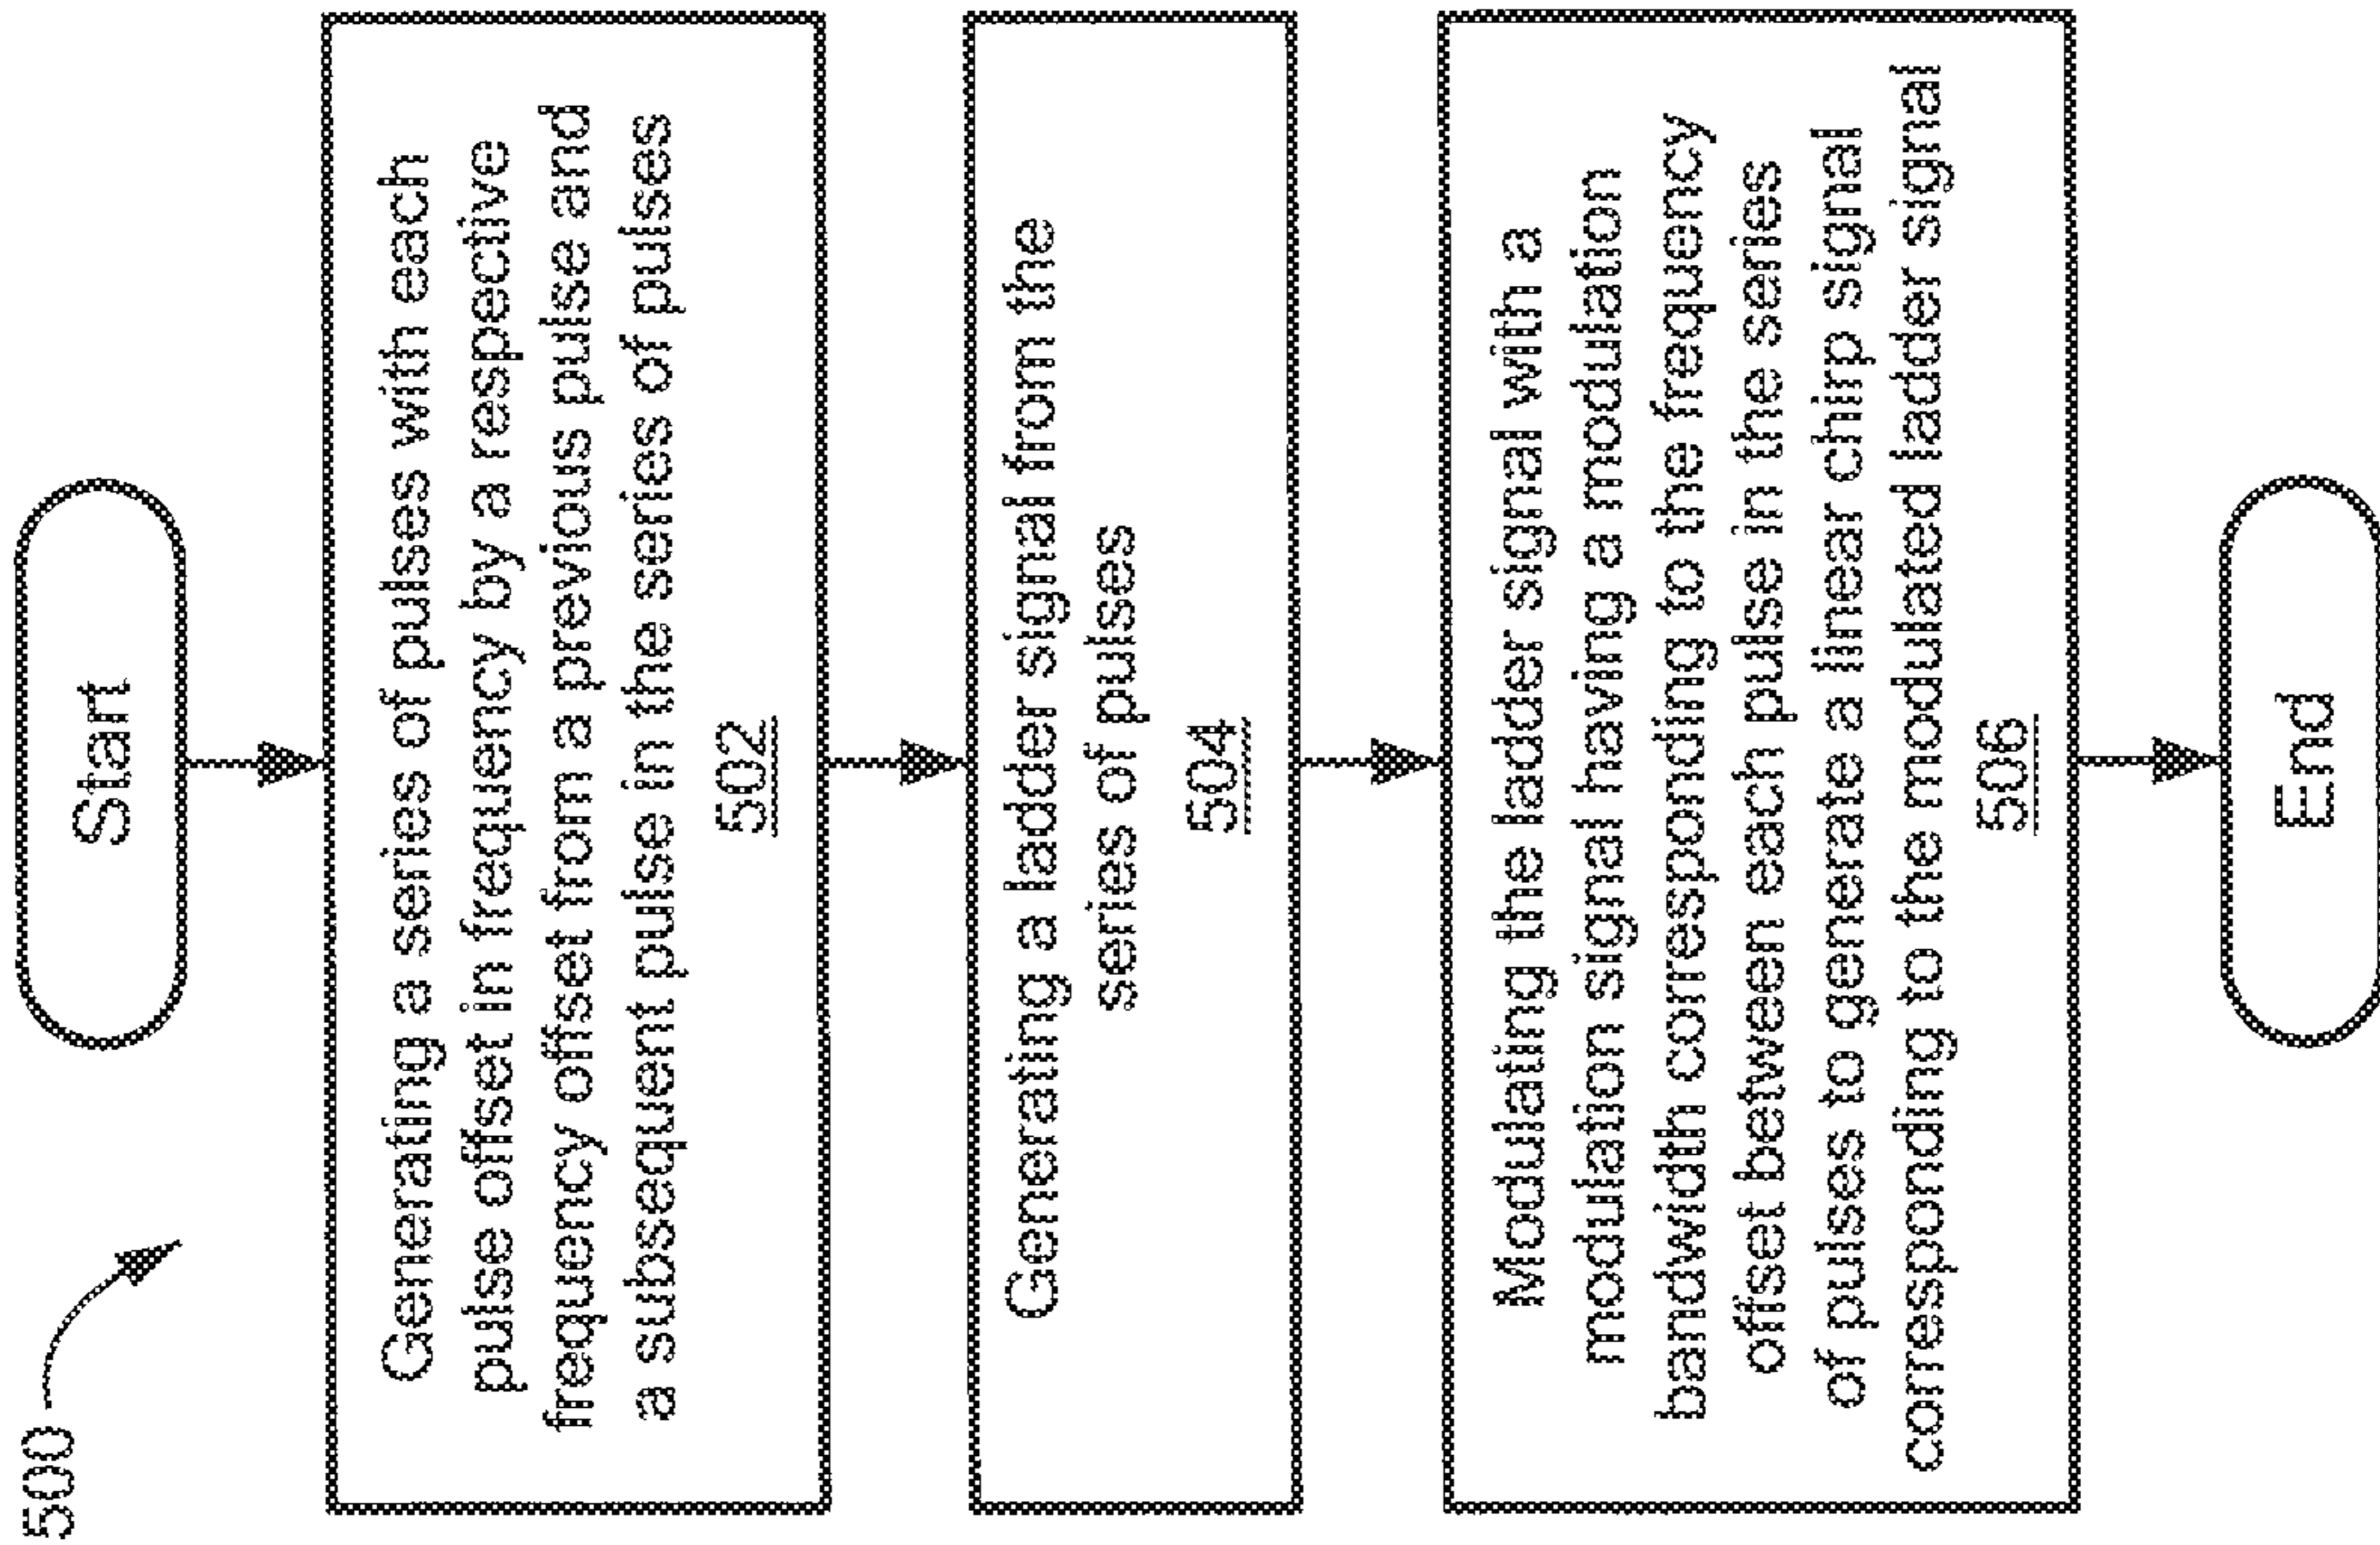 500
Start
Generating a series of pulses with each
pulse offset in frequency by a respective
frequency offset from a previous pulse and
a subsequent pulse in the series of pulses
502
Generating a ladder signal from the
series of pulses
504
Modulating the ladder signal with a
modulation signal having a modulation
bandwidth corresponding to the frequency
offset between each pulse in the series
of pulses to generate a linear chirp signal
corresponding to the modulated ladder signal
506
End